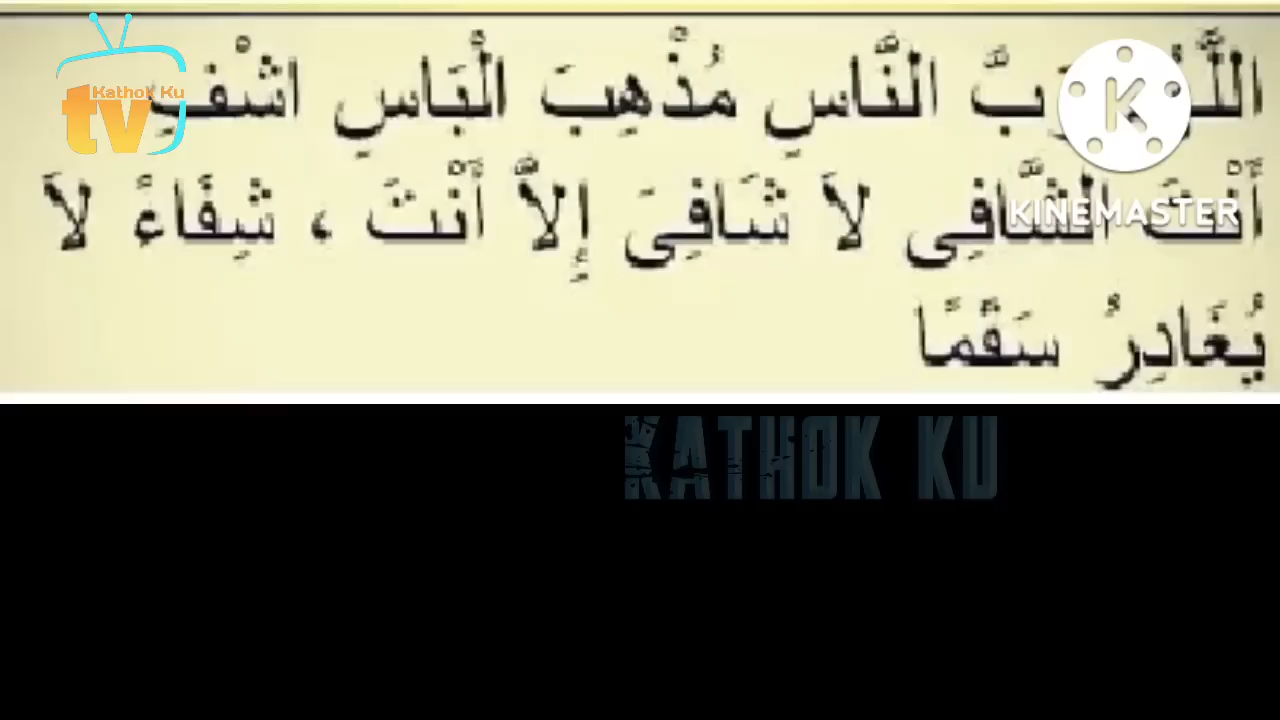 اللَّهُمَّ رَبَّ النَّاسِ مُذْهِبَ الْبَاسِ اشْفِ
أَنْتَ الشَّافِى لاَ شَافِىَ إِلاَّ أَنْتَ ، شِفَاءً لاَ
يُغَادِرُ سَقَمًا
Kathok Ku
tv
KINEMASTER
KATHOK KU